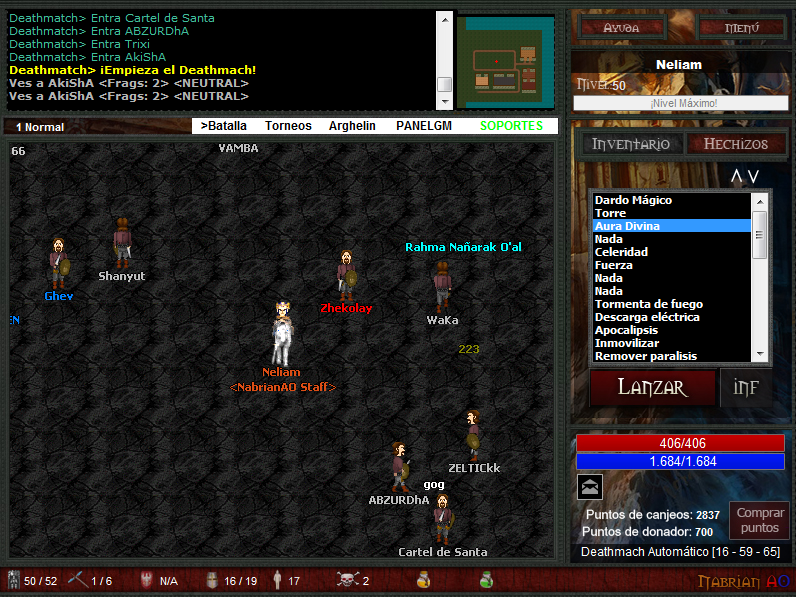 Deathmatch> Entra Cartel de Santa
Deathmatch> Entra ABZURDhA
Deathmatch> Entra Trixi
Deathmatch> Entra AkiShA
Deathmatch> ¡Empieza el Deathmach!
Ves a AkiShA <Frags: 2> <NEUTRAL>
Ves a AkiShA <Frags: 2> <NEUTRAL>
1 Normal
>Batalla Torneos Arghelin PANELGM SOPORTES
66
VAMBA
Rahma Nañarak O'al
Shanyut
Ghev
EN
Zhekolay
WaKa
223
Neliam
<NabrianAO Staff>
ZELTICkk
gog
ABZURDhA
Cartel de Santa
Ayuda
Menú
Neliam
Nivel:50
¡Nivel Máximo!
Inventario
Hechizos
Dardo Mágico
Torre
Aura Divina
Nada
Celeridad
Fuerza
Nada
Nada
Tormenta de fuego
Descarga eléctrica
Apocalipsis
Inmovilizar
Remover paralisis
Lanzar
inf
406/406
1.684/1.684
Puntos de canjeos: 2837
Puntos de donador: 700
Comprar
puntos
Deathmach Automático [16 - 59 - 65]
50 / 52
1 / 6
N/A
16 / 19
17
2
Nabrian AO